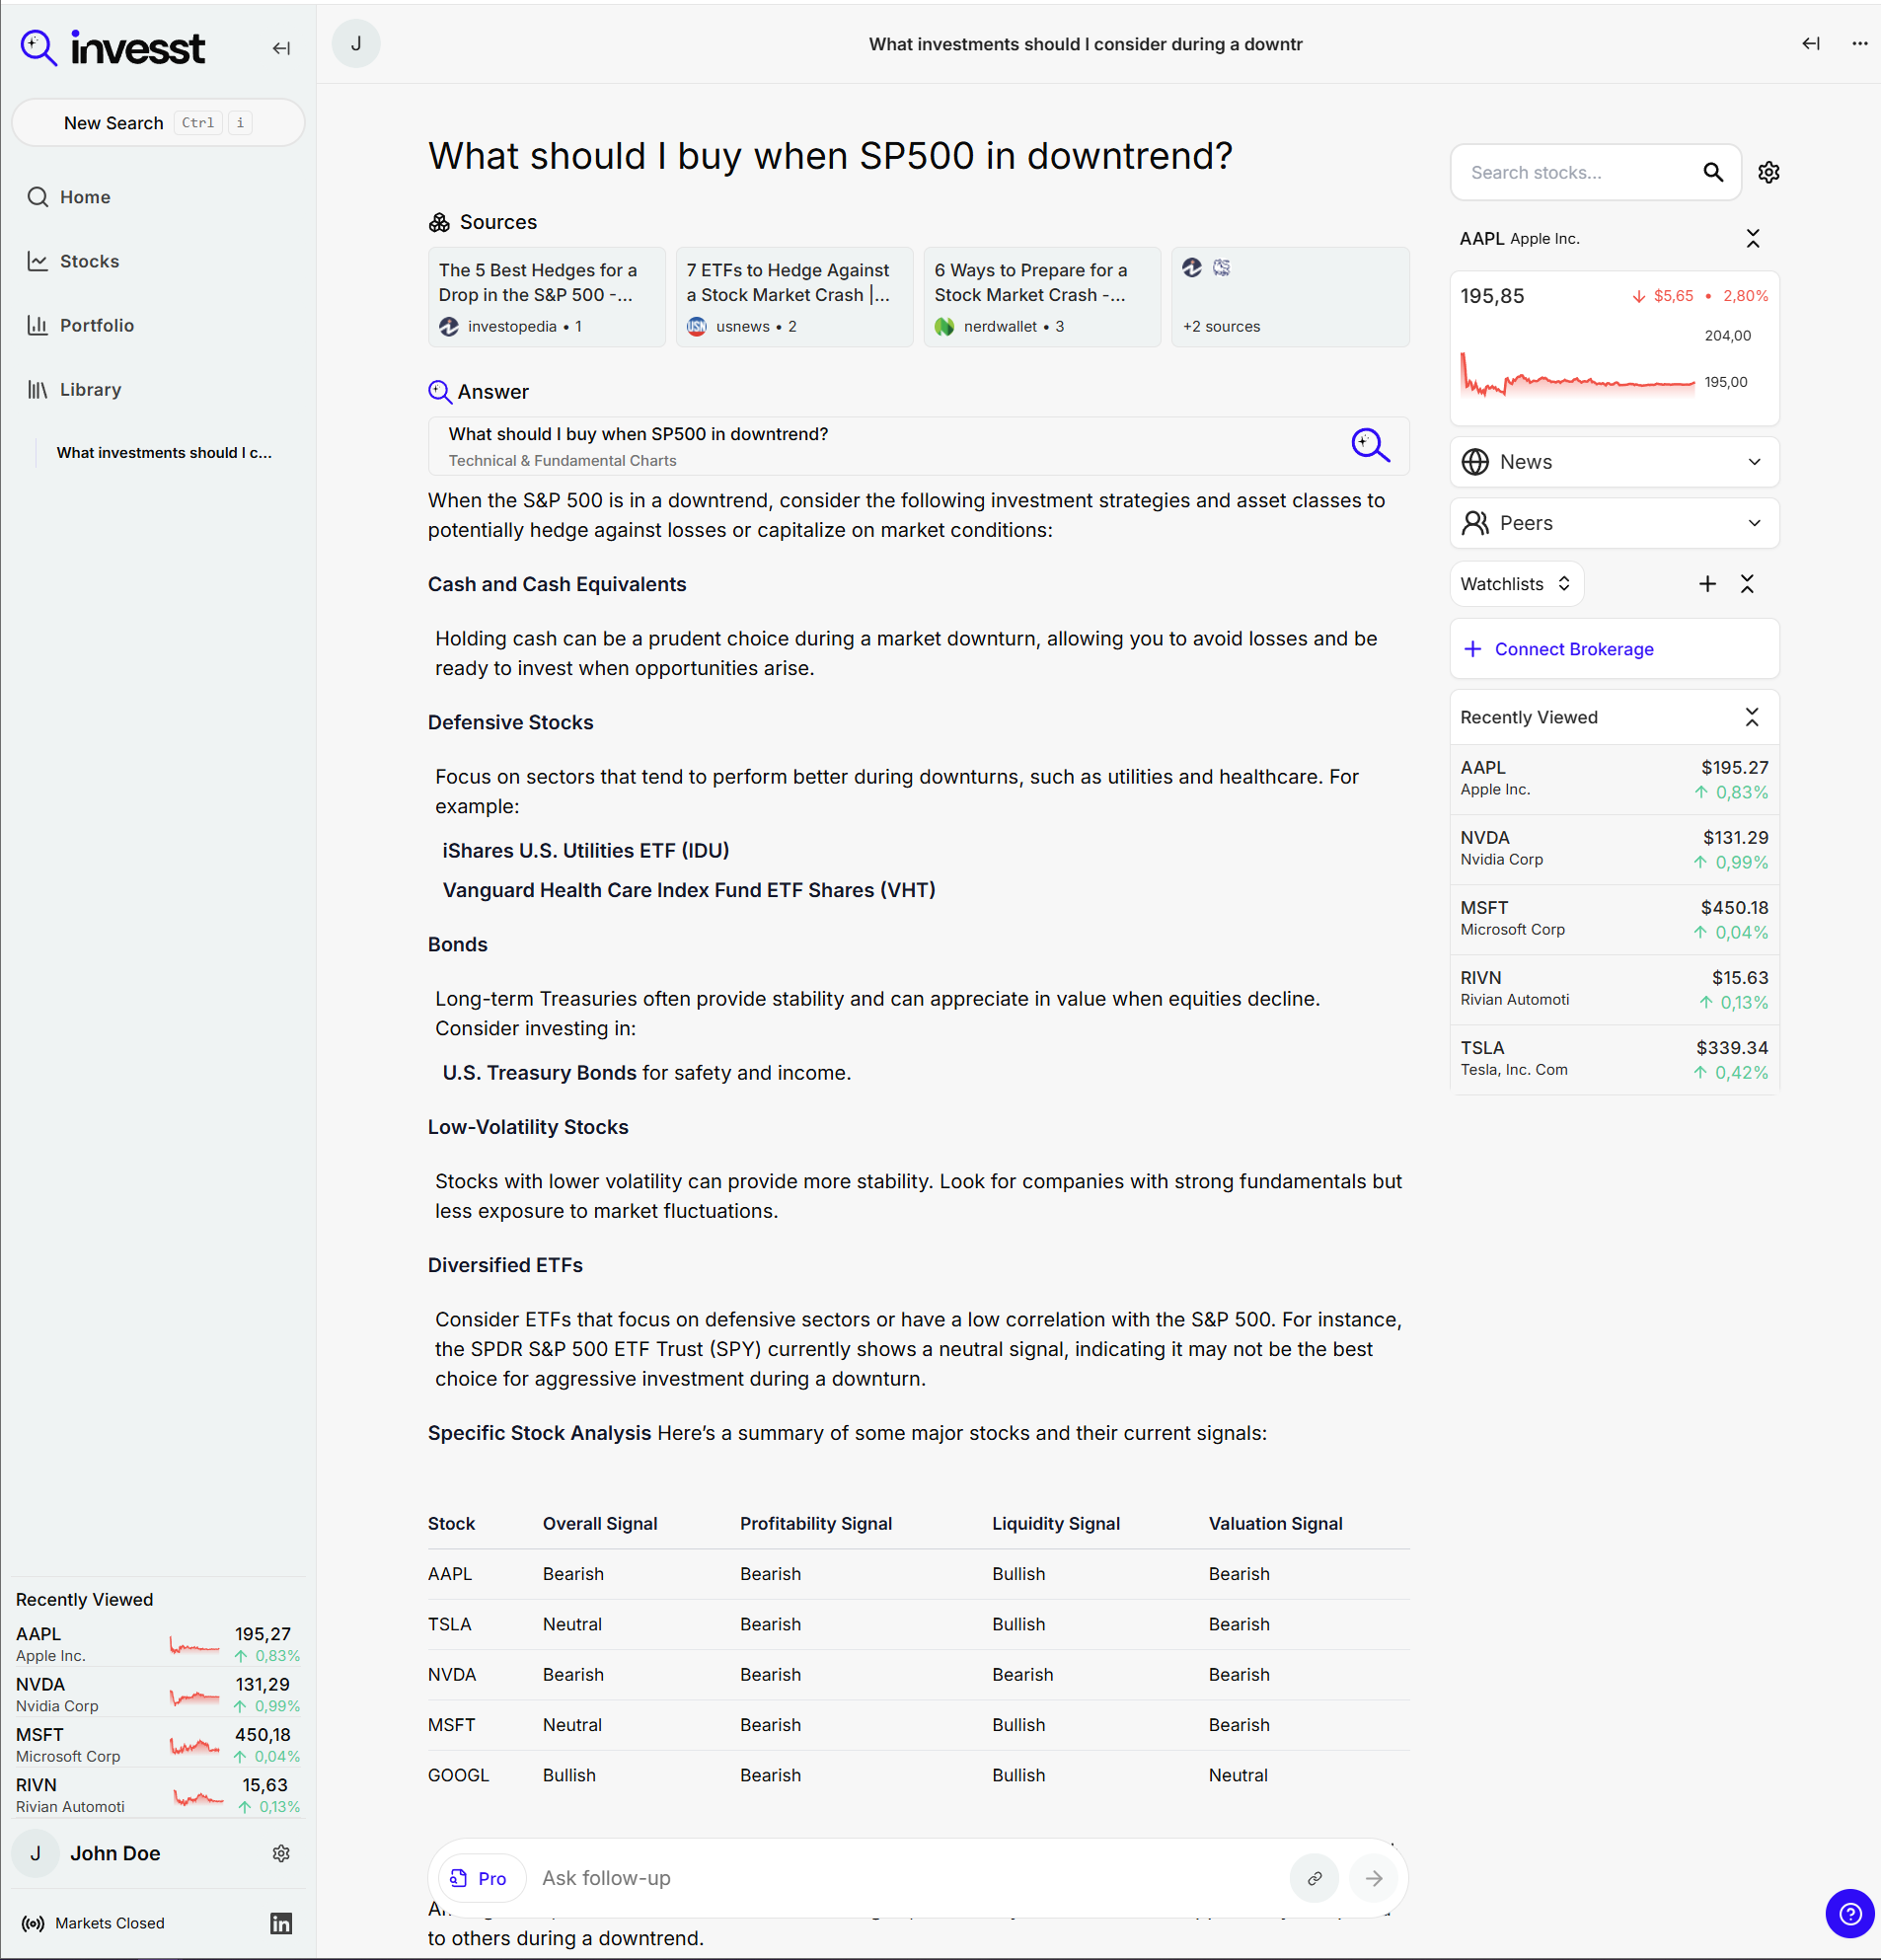 invesst
New Search Ctrl i
Home
Stocks
Portfolio
Library
What investments should I c...
Recently Viewed
AAPL 195,27
Apple Inc. 0,83%
NVDA 131,29
Nvidia Corp 0,99%
MSFT 450,18
Microsoft Corp 0,04%
RIVN 15,63
Rivian Automoti 0,13%
J John Doe
Markets Closed
J
What investments should I consider during a downtr
What should I buy when SP500 in downtrend?
Sources
The 5 Best Hedges for a
Drop in the S&P 500 -...
investopedia • 1
7 ETFs to Hedge Against
a Stock Market Crash |...
usnews • 2
6 Ways to Prepare for a
Stock Market Crash -...
nerdwallet • 3
+2 sources
Answer
What should I buy when SP500 in downtrend?
Technical & Fundamental Charts
When the S&P 500 is in a downtrend, consider the following investment strategies and asset classes to
potentially hedge against losses or capitalize on market conditions:
Cash and Cash Equivalents
Holding cash can be a prudent choice during a market downturn, allowing you to avoid losses and be
ready to invest when opportunities arise.
Defensive Stocks
Focus on sectors that tend to perform better during downturns, such as utilities and healthcare. For
example:
iShares U.S. Utilities ETF (IDU)
Vanguard Health Care Index Fund ETF Shares (VHT)
Bonds
Long-term Treasuries often provide stability and can appreciate in value when equities decline.
Consider investing in:
U.S. Treasury Bonds for safety and income.
Low-Volatility Stocks
Stocks with lower volatility can provide more stability. Look for companies with strong fundamentals but
less exposure to market fluctuations.
Diversified ETFs
Consider ETFs that focus on defensive sectors or have a low correlation with the S&P 500. For instance,
the SPDR S&P 500 ETF Trust (SPY) currently shows a neutral signal, indicating it may not be the best
choice for aggressive investment during a downturn.
Specific Stock Analysis Here's a summary of some major stocks and their current signals:
Stock Overall Signal Profitability Signal Liquidity Signal Valuation Signal
AAPL Bearish Bearish Bullish Bearish
TSLA Neutral Bearish Bullish Bearish
NVDA Bearish Bearish Bearish Bearish
MSFT Neutral Bearish Bullish Bearish
GOOGL Bullish Bearish Bullish Neutral
Pro Ask follow-up
to others during a downtrend.
Search stocks...
AAPL Apple Inc.
195,85 $5,65 • 2,80%
204,00
195,00
News
Peers
Watchlists
Connect Brokerage
Recently Viewed
AAPL $195.27
Apple Inc. 0,83%
NVDA $131.29
Nvidia Corp 0,99%
MSFT $450.18
Microsoft Corp 0,04%
RIVN $15.63
Rivian Automoti 0,13%
TSLA $339.34
Tesla, Inc. Com 0,42%